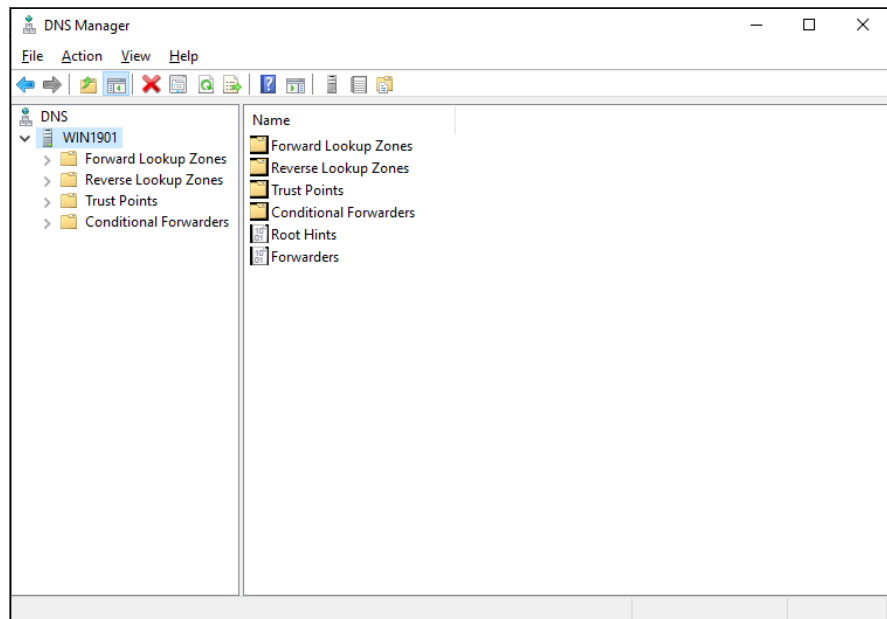 DNS Manager
File Action View Help
DNS
WIN1901
Forward Lookup Zones
Reverse Lookup Zones
Trust Points
Conditional Forwarders
Name
Forward Lookup Zones
Reverse Lookup Zones
Trust Points
Conditional Forwarders
Root Hints
Forwarders